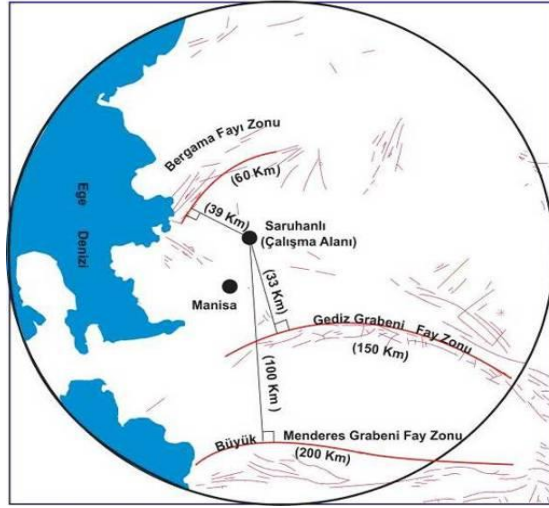 Bergama Fayı Zonu
(60 Km)
(39 Km)
Ege Denizi
Saruhanlı
(Çalışma Alanı)
Manisa
(33 Km)
Gediz Grabeni Fay Zonu
(150 Km)
(100 Km)
Büyük Menderes Grabeni Fay Zonu
(200 Km)